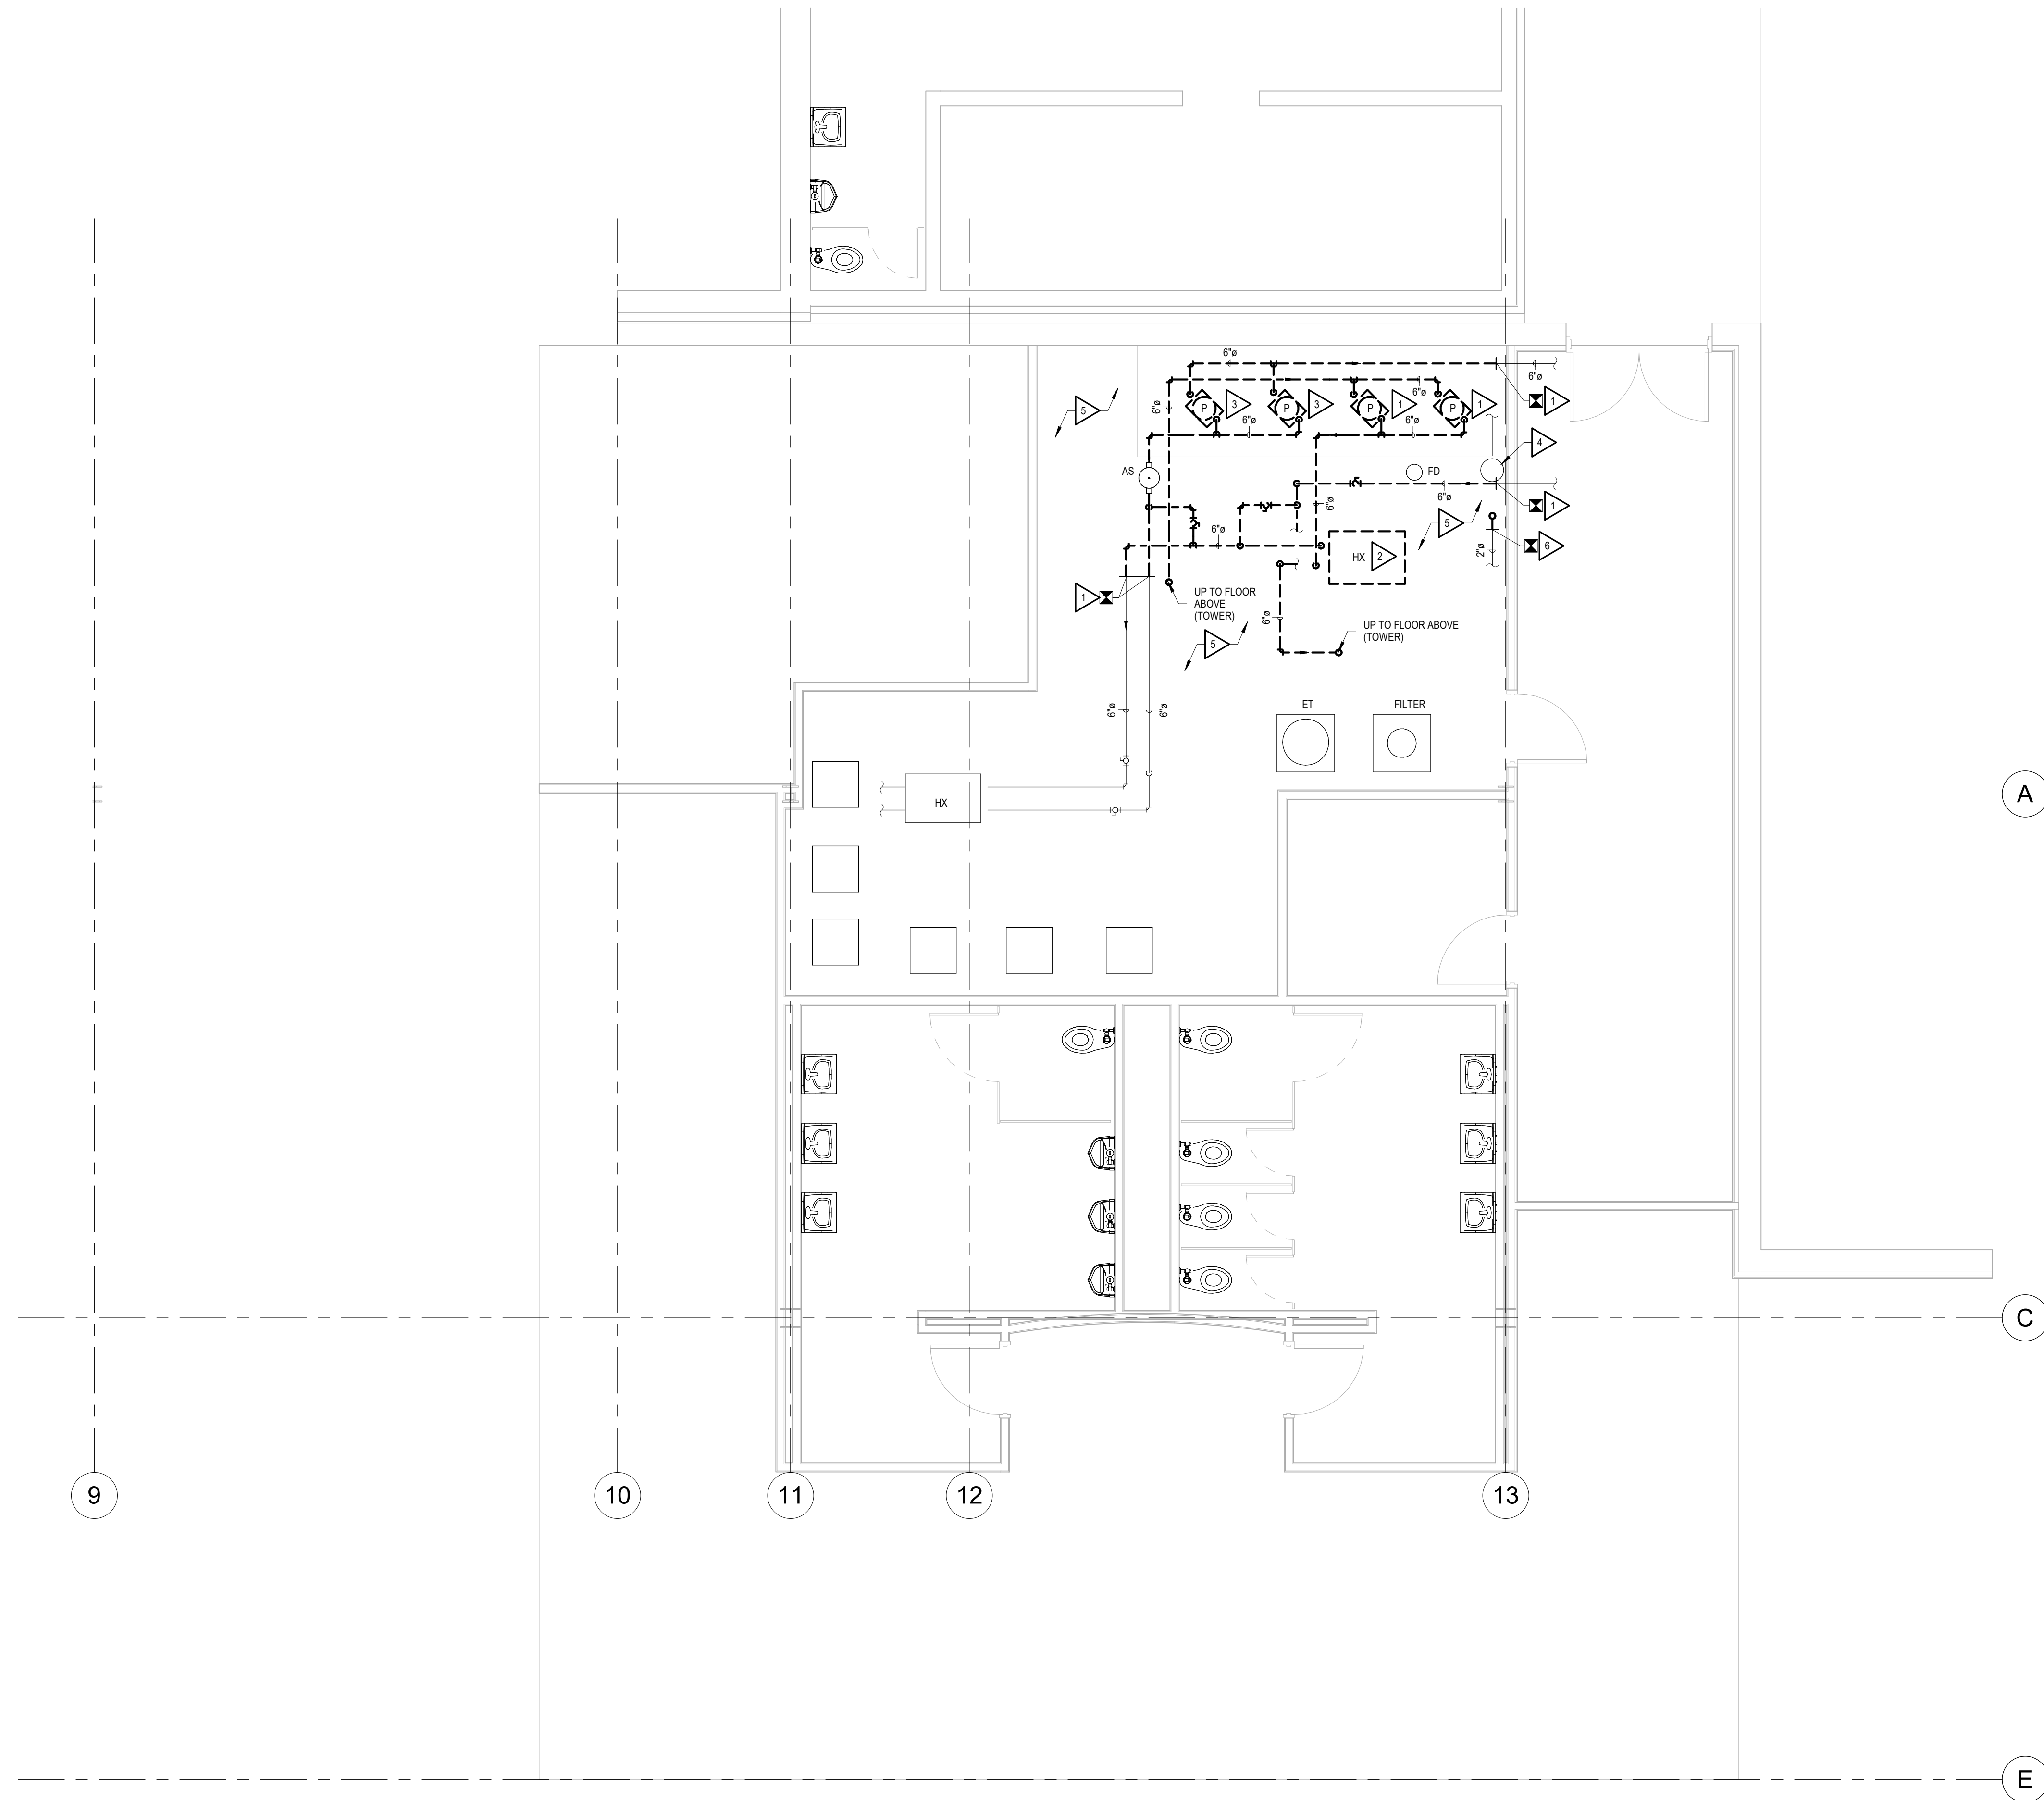 6"ø
6"ø
6"ø
6"ø
P
3
P
3
P
1
P
1
1
5
6"ø
6"ø
4
AS
FD
6"ø
6"ø
1
5
6"ø
HX
2
6
2"ø
1
UP TO FLOOR
ABOVE
(TOWER)
6"ø
UP TO FLOOR ABOVE
(TOWER)
5
6"ø
6"ø
ET
FILTER
HX
A
C
9
10
11
12
13
E